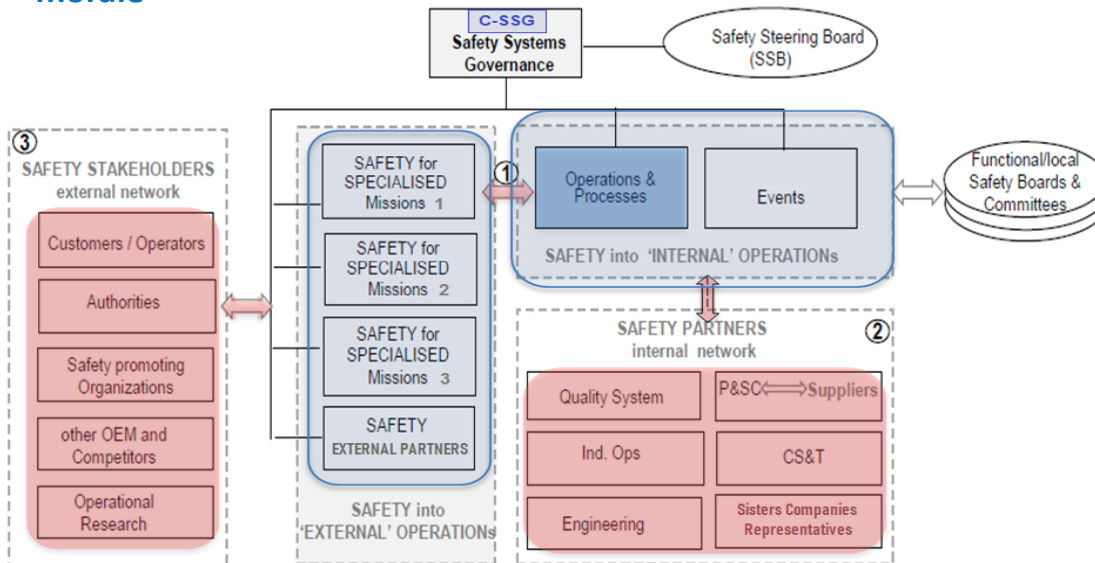 C-SSG
Safety Systems
Governance
Safety Steering Board
(SSB)
③
SAFETY STAKEHOLDERS
external network
Customers / Operators
Authorities
Safety promoting
Organizations
other OEM and
Competitors
Operational
Research
SAFETY for
SPECIALISED
Missions 1
SAFETY for
SPECIALISED
Missions 2
SAFETY for
SPECIALISED
Missions 3
SAFETY
EXTERNAL PARTNERS
SAFETY into
‘EXTERNAL’ OPERATIONs
①
Operations &
Processes
Events
SAFETY into ‘INTERNAL’ OPERATIONs
Functional/local
Safety Boards &
Committees
SAFETY PARTNERS
internal network
②
Quality System
P&SC Suppliers
Ind. Ops
CS&T
Engineering
Sisters Companies
Representatives